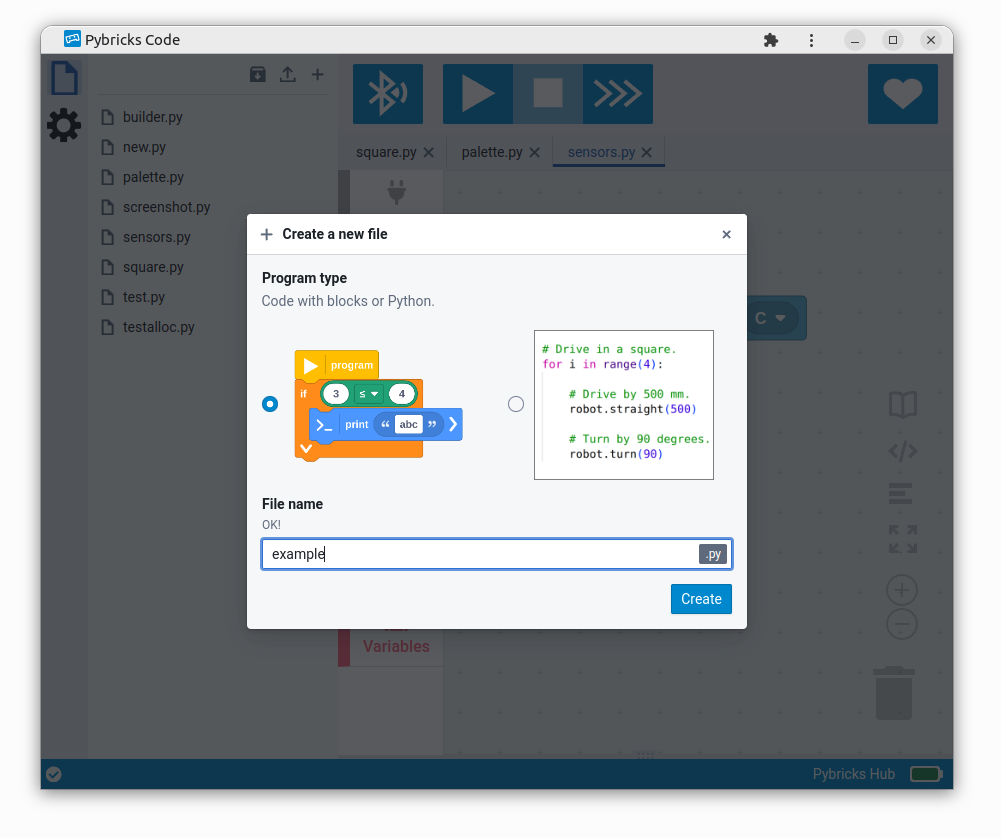 Pybricks Code
builder.py
new.py
palette.py
screenshot.py
sensors.py
square.py
test.py
testalloc.py
square.py
palette.py
sensors.py
C
Create a new file
Program type
Code with blocks or Python.
program
if 3 ≤ 4
print “ abc ”
# Drive in a square.
for i in range(4):
# Drive by 500 mm.
robot.straight(500)
# Turn by 90 degrees.
robot.turn(90)
File name
OK!
example .py
Create
Variables
Pybricks Hub